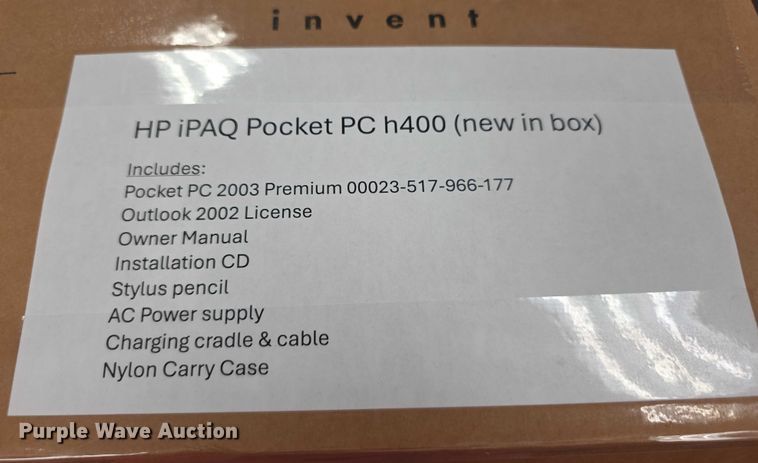 invent
HP iPAQ Pocket PC h400 (new in box)
Includes:
Pocket PC 2003 Premium 00023-517-966-177
Outlook 2002 License
Owner Manual
Installation CD
Stylus pencil
AC Power supply
Charging cradle & cable
Nylon Carry Case
Purple Wave Auction